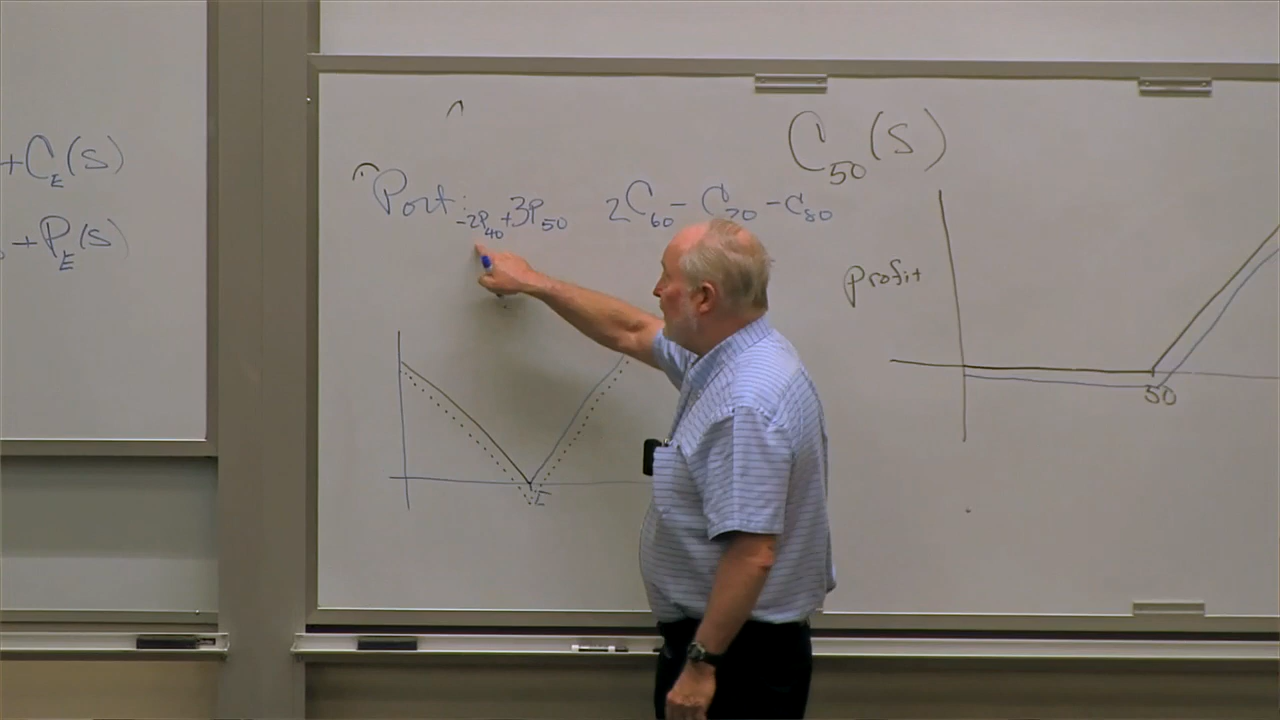 +C_E(S)
+P_E(S)
Port: -2P_40+3P_50 2C_60-C_70-C_80
C_50(S)
profit
50
E